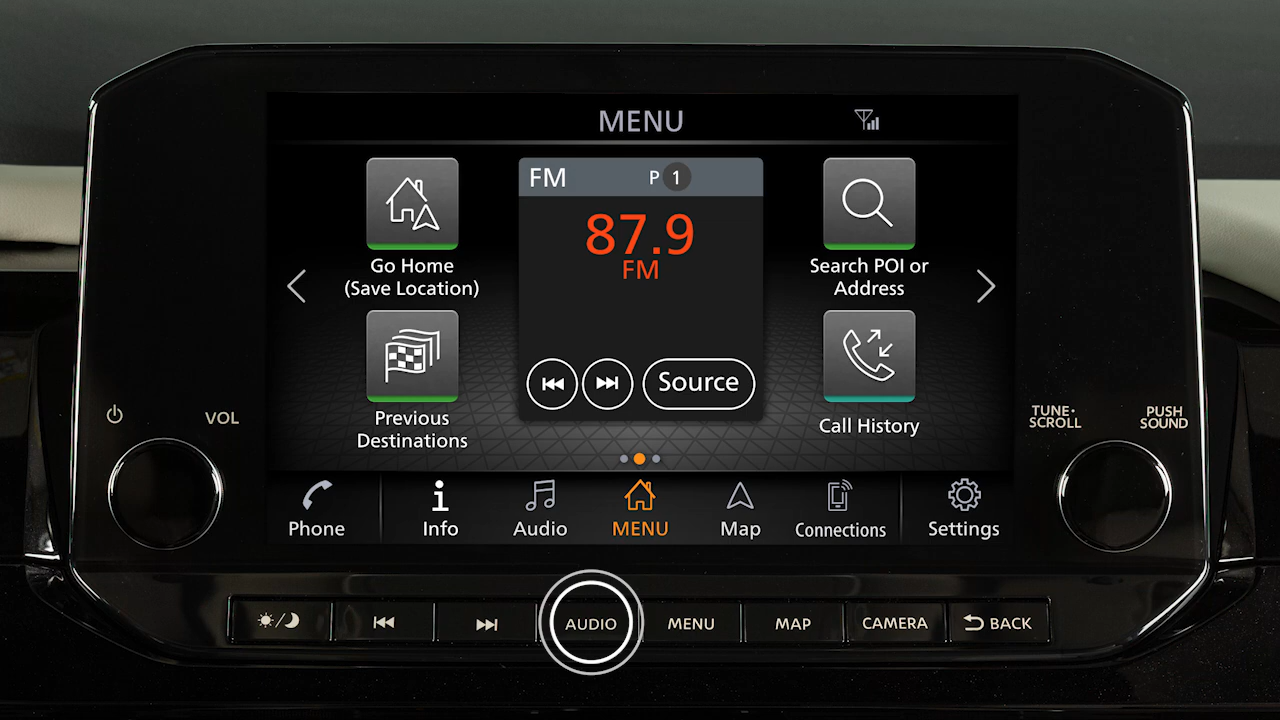 MENU
FM P 1
87.9
FM
Source
Go Home
(Save Location)
Previous
Destinations
Search POI or
Address
Call History
VOL
TUNE·
SCROLL
PUSH
SOUND
Phone
Info
Audio
MENU
Map
Connections
Settings
AUDIO
MENU
MAP
CAMERA
BACK